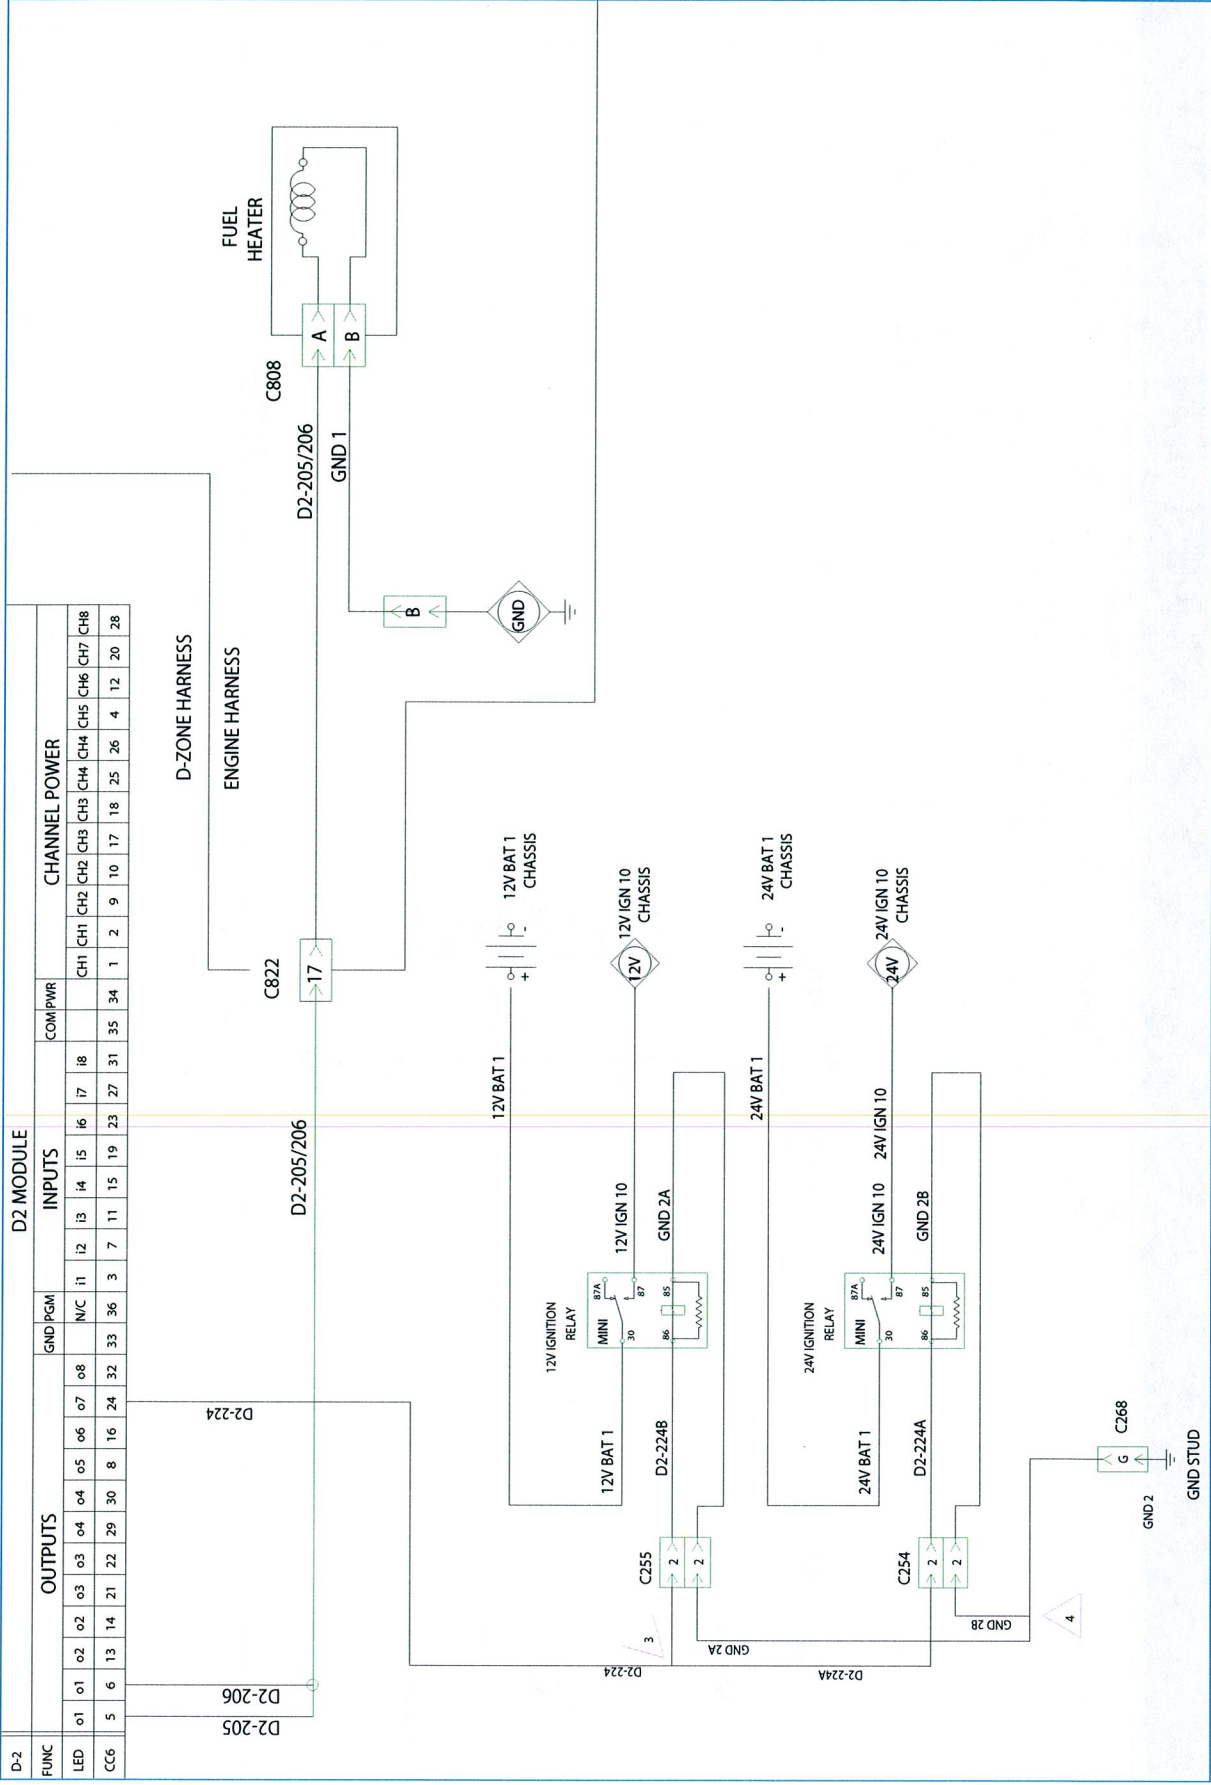 D-2
D2 MODULE
FUNC OUTPUTS GND PGM INPUTS COM PWR CHANNEL POWER
LED o1 o1 o2 o2 o3 o3 o4 o4 o5 o6 o7 o8 N/C i1 i2 i3 i4 i5 i6 i7 i8 CH1 CH1 CH2 CH2 CH3 CH3 CH4 CH4 CH5 CH6 CH7 CH8
CC6 5 6 13 14 21 22 29 30 8 16 24 32 33 36 3 7 11 15 19 23 27 31 35 34 1 2 9 10 17 18 25 26 4 12 20 28
D2-205
D2-206
D2-224
D-ZONE HARNESS
ENGINE HARNESS
FUEL
HEATER
C822
17
D2-205/206
D2-205/206
C808
A
B
GND 1
B
GND
12V BAT 1
12V BAT 1
CHASSIS
+
-
12V IGNITION
RELAY
MINI
87A
30
87
86
85
12V BAT 1
12V IGN 10
12V IGN 10
CHASSIS
12V
D2-224B
GND 2A
C255
2
2
D2-224
3
GND 2A
24V BAT 1
24V BAT 1
CHASSIS
+
-
24V IGNITION
RELAY
MINI
87A
30
87
86
85
24V BAT 1
24V IGN 10
24V IGN 10
24V IGN 10
CHASSIS
24V
D2-224A
GND 2B
C254
2
2
D2-224A
GND 2B
4
C268
G
GND 2
GND STUD